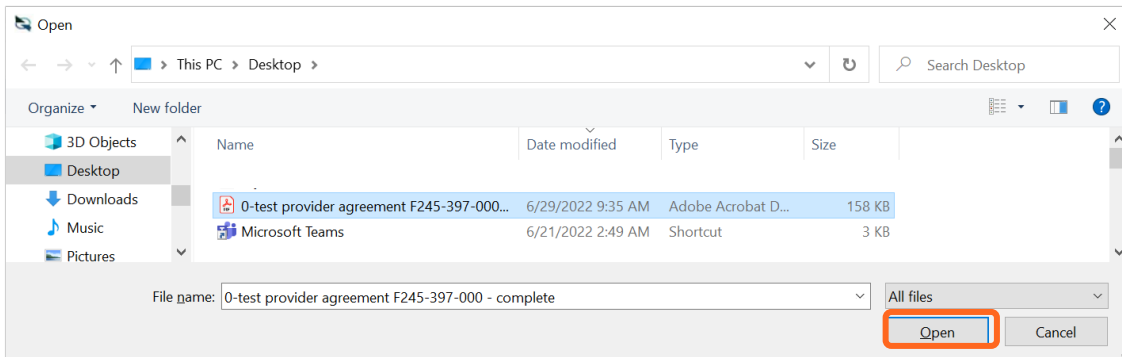 Open
This PC > Desktop >
Search Desktop
Organize
New folder
3D Objects
Desktop
Downloads
Music
Pictures
Name Date modified Type Size
0-test provider agreement F245-397-000... 6/29/2022 9:35 AM Adobe Acrobat D... 158 KB
Microsoft Teams 6/21/2022 2:49 AM Shortcut 3 KB
File name: 0-test provider agreement F245-397-000 - complete All files
Open Cancel